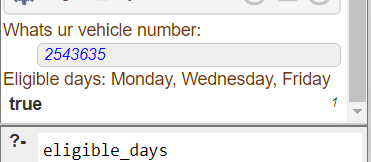 Whats ur vehicle number:
2543635
Eligible days: Monday, Wednesday, Friday
true
1
?- eligible_days